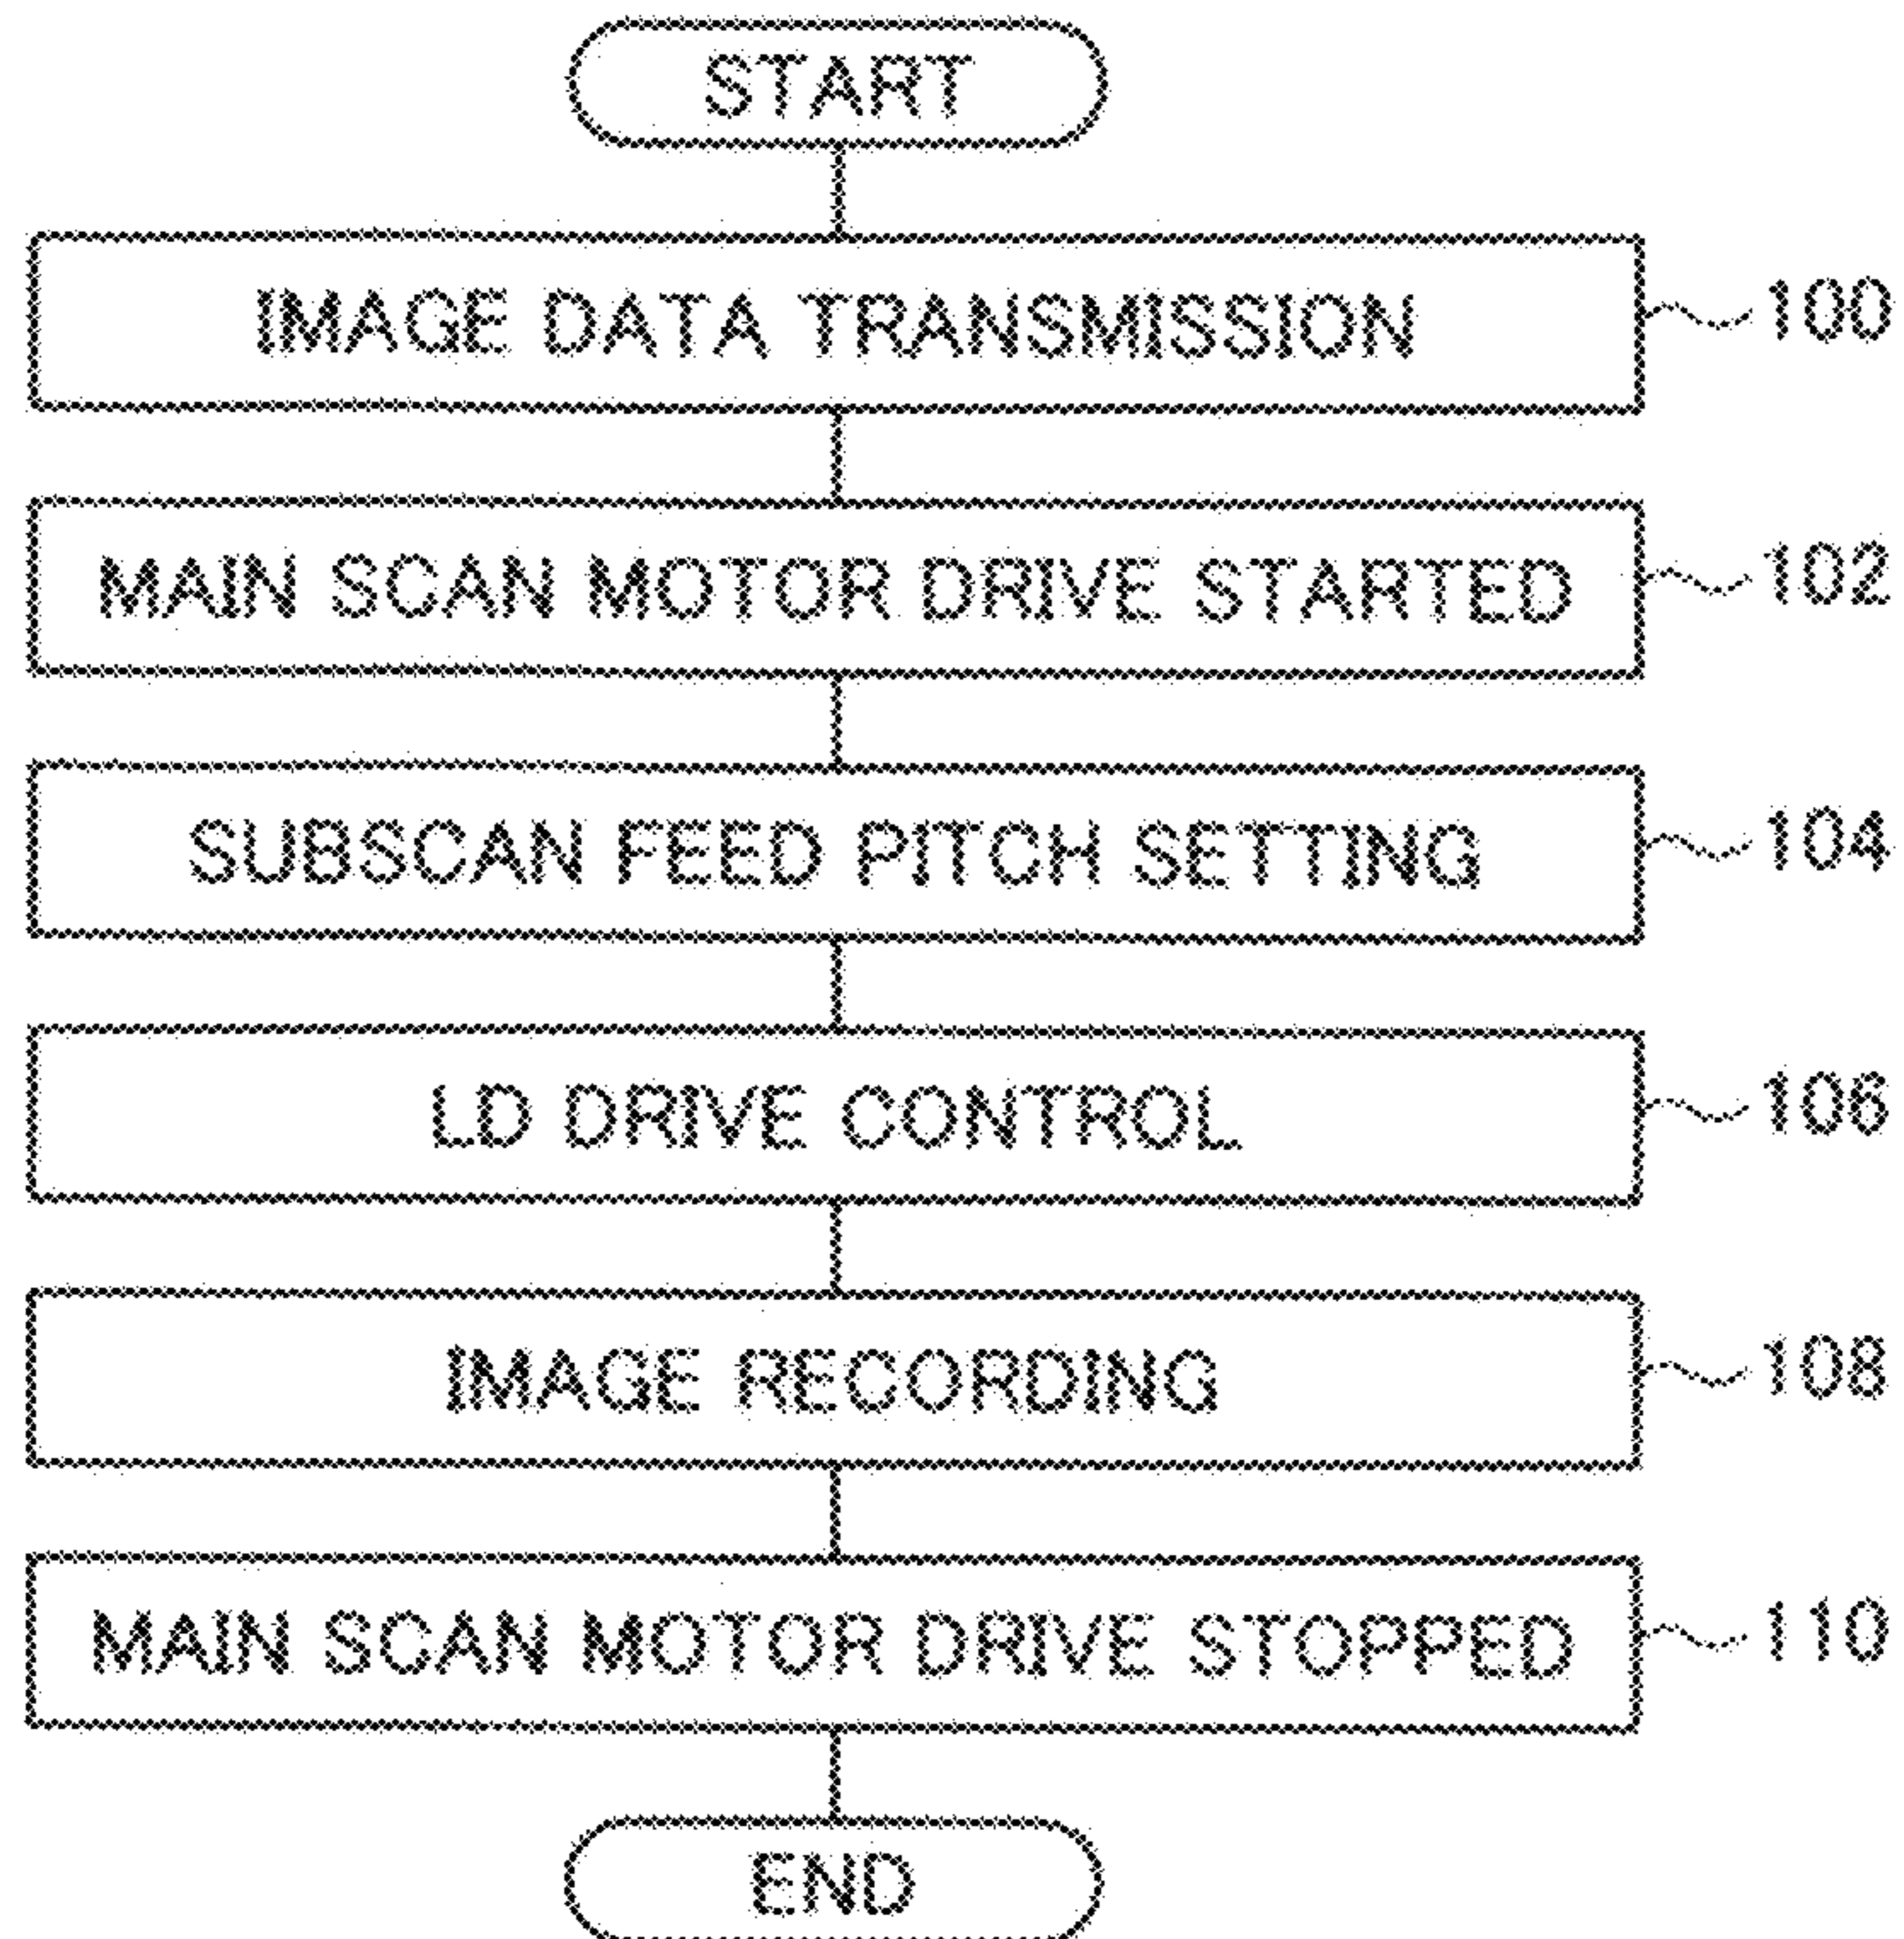 START
IMAGE DATA TRANSMISSION 100
MAIN SCAN MOTOR DRIVE STARTED 102
SUBSCAN FEED PITCH SETTING 104
LD DRIVE CONTROL 106
IMAGE RECORDING 108
MAIN SCAN MOTOR DRIVE STOPPED 110
END